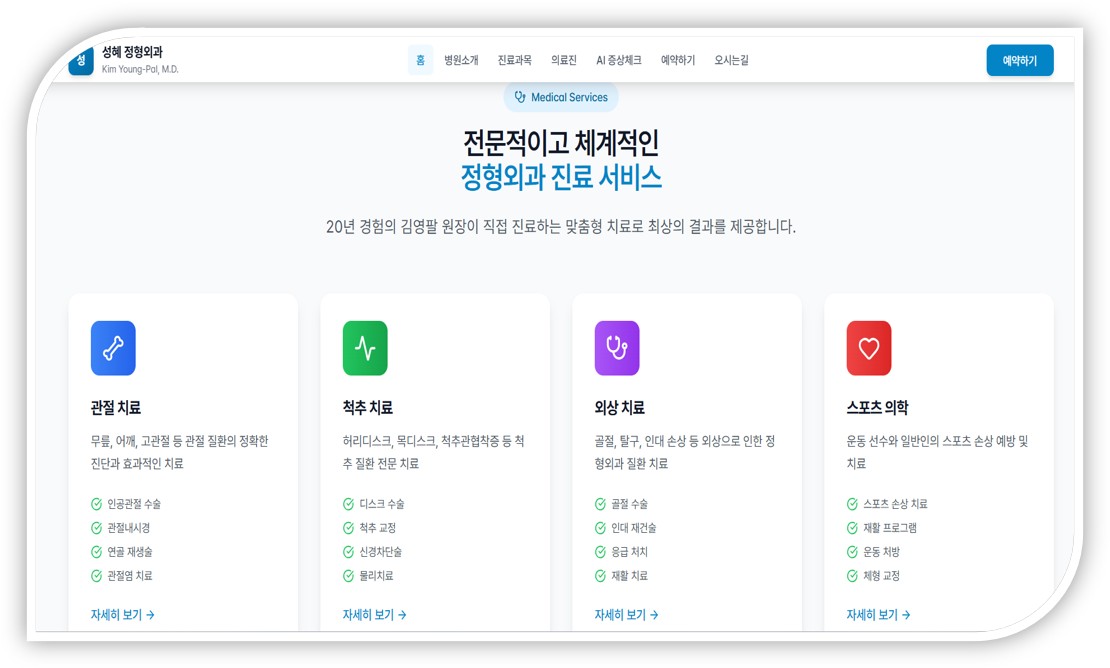 성
성혜 정형외과
Kim Young-Pal, M.D.
홈 병원소개 진료과목 의료진 AI 증상체크 예약하기 오시는길
예약하기
Medical Services
전문적이고 체계적인
정형외과 진료 서비스
20년 경험의 김영팔 원장이 직접 진료하는 맞춤형 치료로 최상의 결과를 제공합니다.
관절 치료
무릎, 어깨, 고관절 등 관절 질환의 정확한
진단과 효과적인 치료
인공관절 수술
관절내시경
연골 재생술
관절염 치료
자세히 보기 →
척추 치료
허리디스크, 목디스크, 척추관협착증 등 척
추 질환 전문 치료
디스크 수술
척추 교정
신경차단술
물리치료
자세히 보기 →
외상 치료
골절, 탈구, 인대 손상 등 외상으로 인한 정
형외과 질환 치료
골절 수술
인대 재건술
응급 처치
재활 치료
자세히 보기 →
스포츠 의학
운동 선수와 일반인의 스포츠 손상 예방 및
치료
스포츠 손상 치료
재활 프로그램
운동 처방
체형 교정
자세히 보기 →